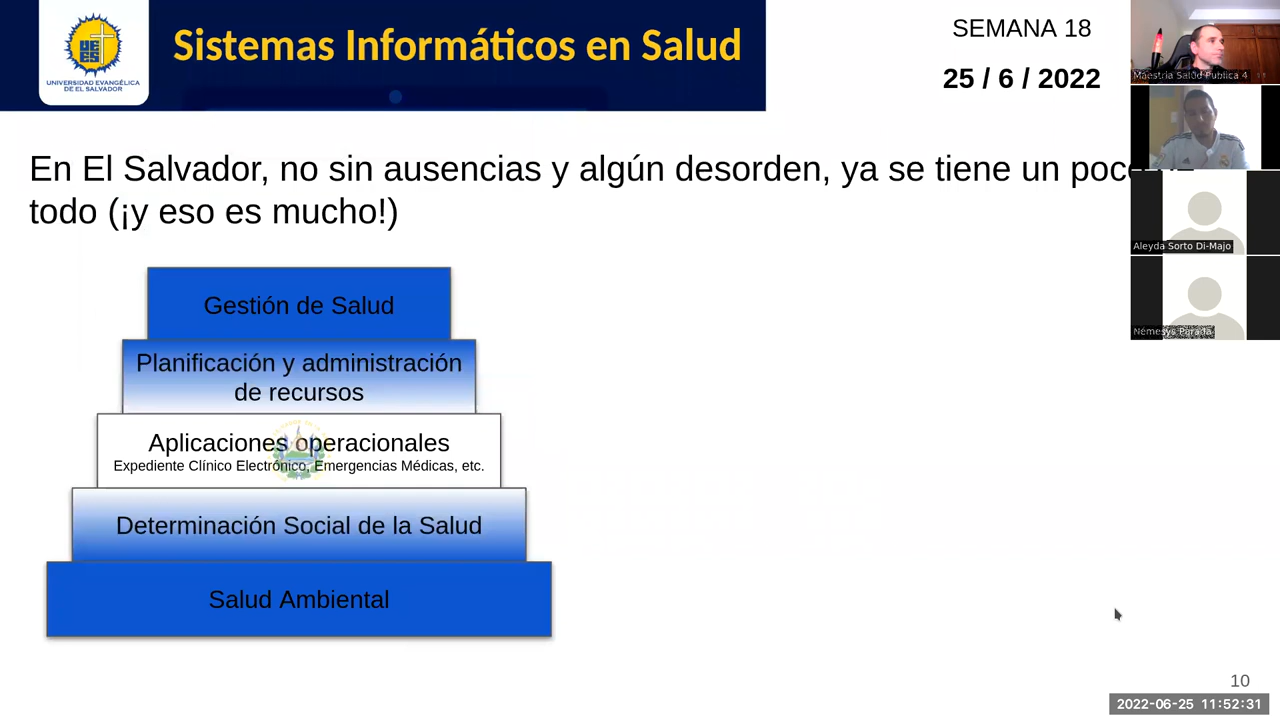 UNIVERSIDAD EVANGÉLICA
DE EL SALVADOR
Sistemas Informáticos en Salud
SEMANA 18
25 / 6 / 2022
Maestria Salud Publica 4
En El Salvador, no sin ausencias y algún desorden, ya se tiene un poco
todo (¡y eso es mucho!)
Aleyda Sorto Di-Majo
Némesys Parada
Gestión de Salud
Planificación y administración
de recursos
Aplicaciones operacionales
Expediente Clínico Electrónico, Emergencias Médicas, etc.
Determinación Social de la Salud
Salud Ambiental
10
2022-06-25 11:52:31